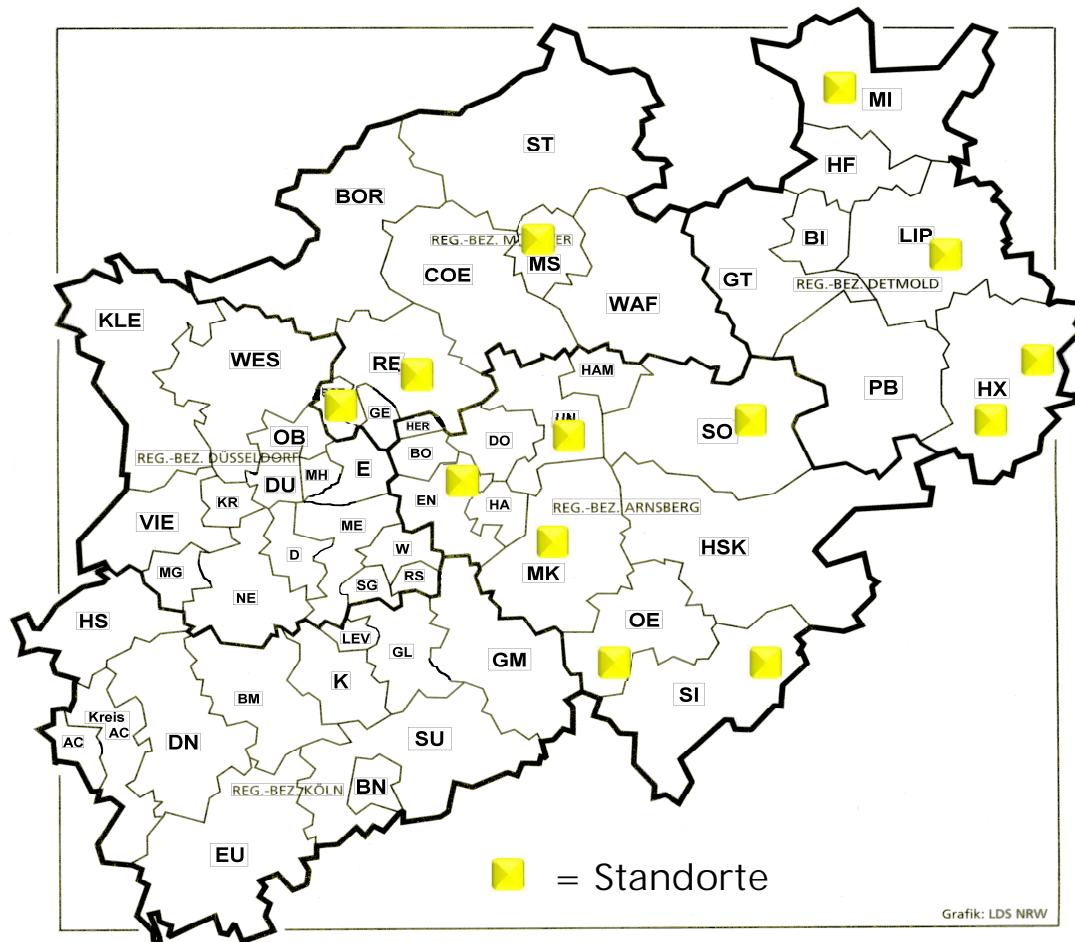 MI
ST
HF
BOR
BI
LIP
REG.-BEZ. M
ER
MS
COE
GT
REG.-BEZ. DETMOLD
WAF
KLE
WES
RE
HAM
PB
HX
GE
HER
UN
SO
OB
DO
REG.-BEZ. DÜSSELDORF
MH
E
BO
DU
KR
EN
HA
REG.-BEZ. ARNSBERG
VIE
ME
HSK
D
W
MG
MK
RS
SG
NE
HS
OE
LEV
GL
GM
K
BM
SI
Kreis
AC
AC
DN
SU
REG.-BEZ. KÖLN
BN
EU
= Standorte
Grafik: LDS NRW